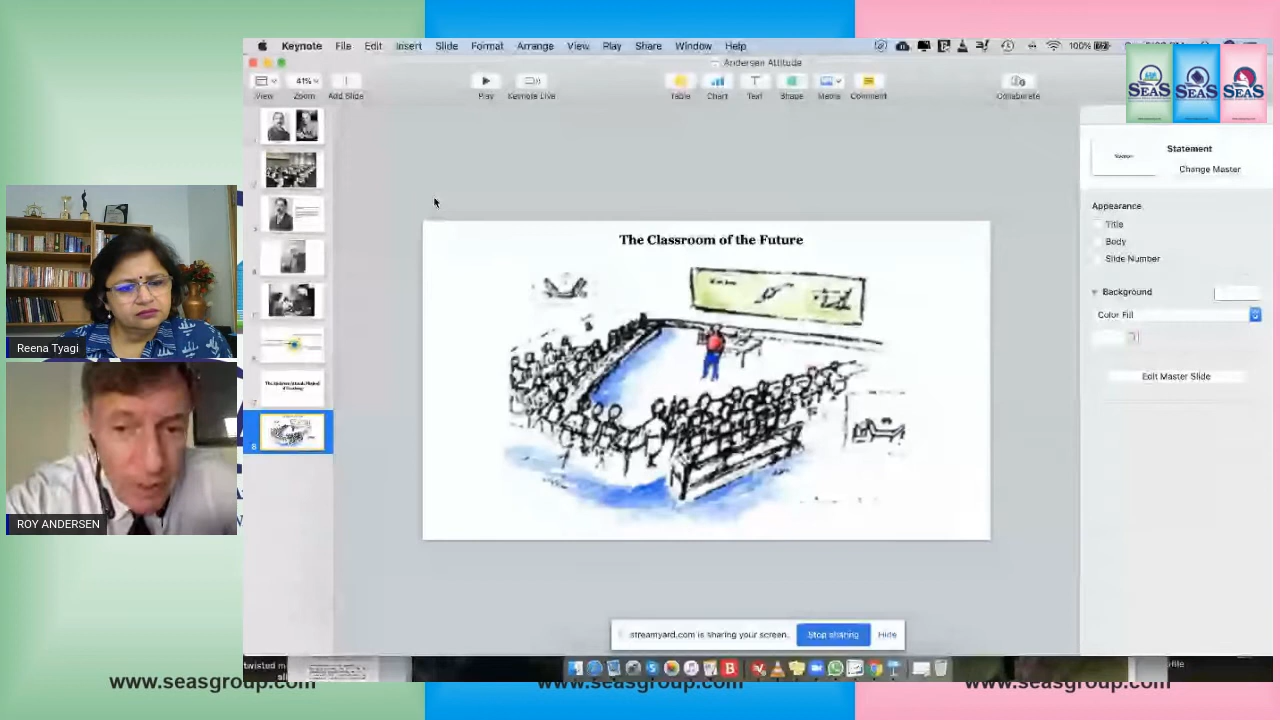 Keynote File Edit Insert Slide Format Arrange View Play Share Window Help
100%
Andersen Attitude
41%
View Zoom Add Slide Play Keynote Live Table Chart Text Shape Media Comment Collaborate
SEAS SEAS SEAS
Statement
Change Master
Appearance
Title
Body
Slide Number
Background
Color Fill
Edit Master Slide
The Classroom of the Future
Reena Tyagi
ROY ANDERSEN
streamyard.com is sharing your screen. Stop sharing Hide
www.seasgroup.com www.seasgroup.com www.seasgroup.com